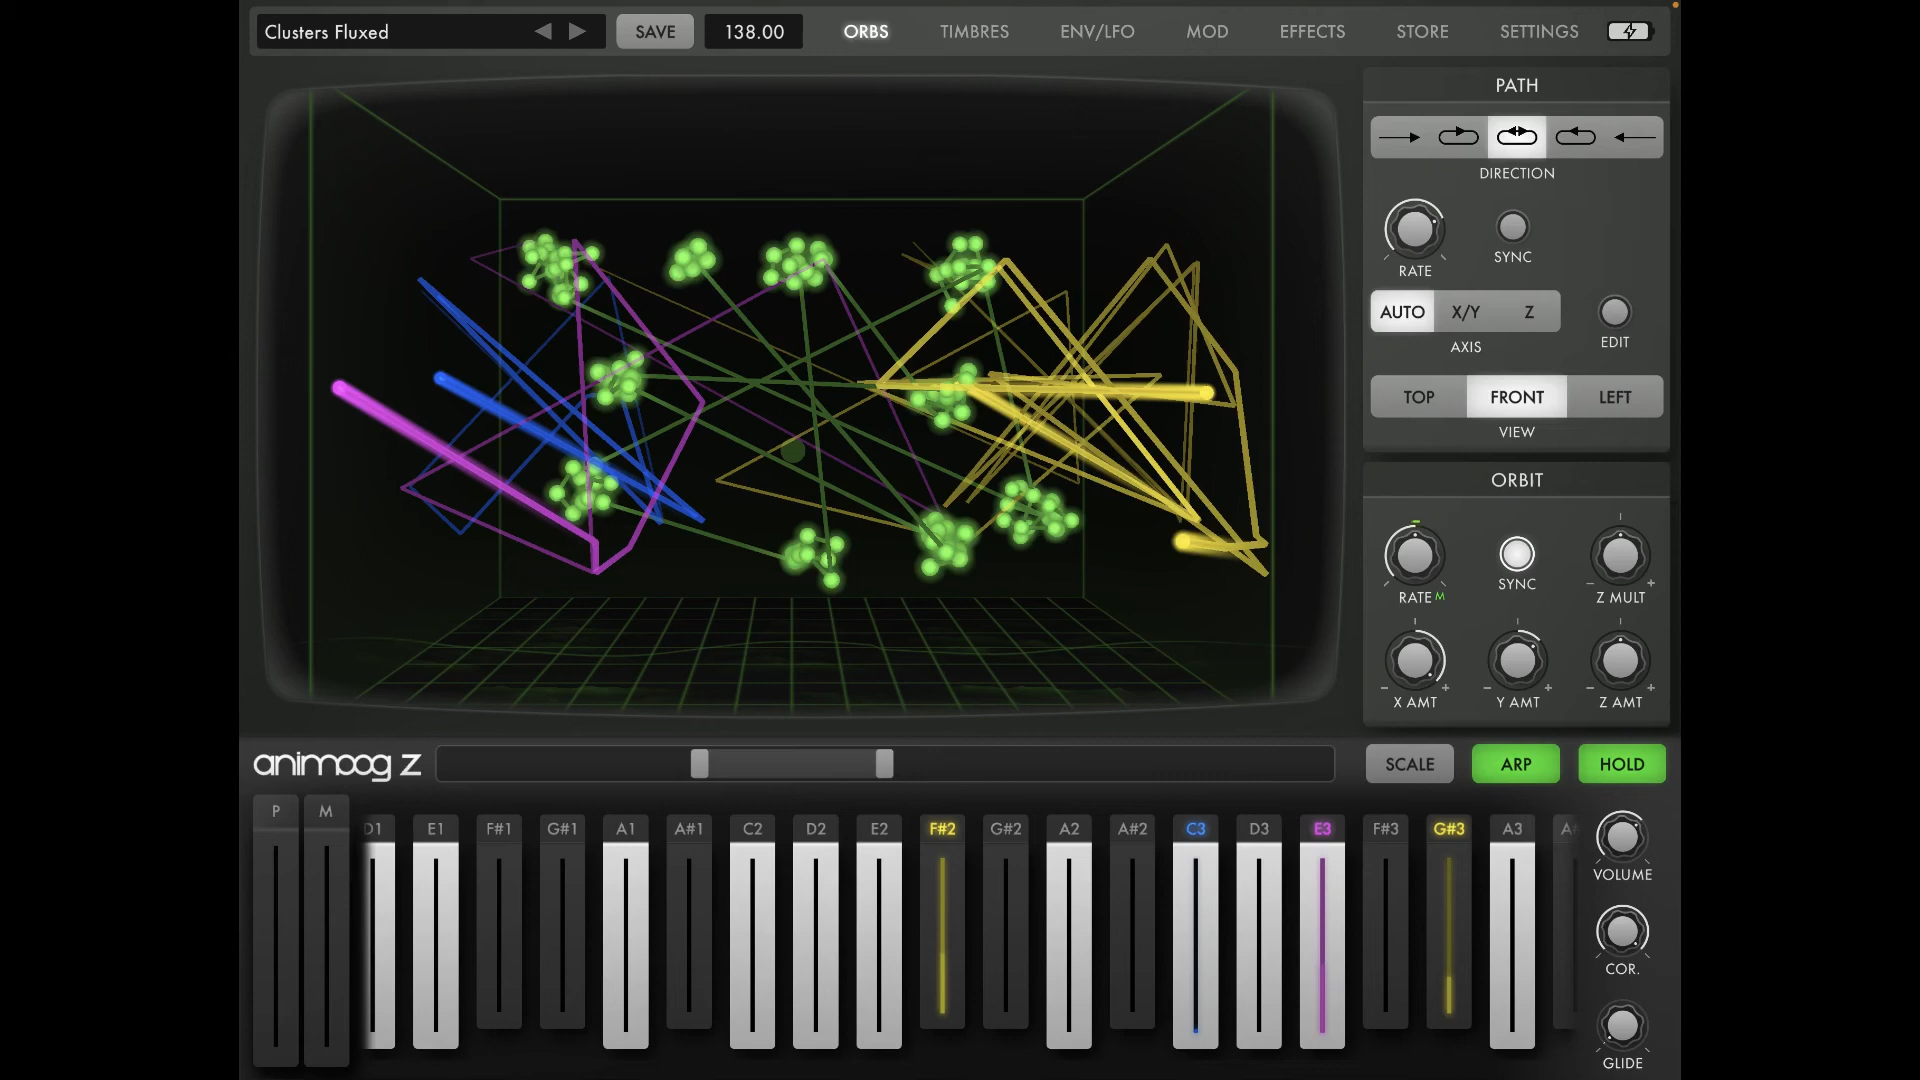 Clusters Fluxed
SAVE
138.00
ORBS
TIMBRES
ENV/LFO
MOD
EFFECTS
STORE
SETTINGS
PATH
DIRECTION
RATE
SYNC
AUTO
X/Y
Z
AXIS
EDIT
TOP
FRONT
LEFT
VIEW
ORBIT
RATE M
SYNC
Z MULT
X AMT
Y AMT
Z AMT
animoog Z
SCALE
ARP
HOLD
P
M
D1
E1
F#1
G#1
A1
A#1
C2
D2
E2
F#2
G#2
A2
A#2
C3
D3
E3
F#3
G#3
A3
VOLUME
COR.
GLIDE